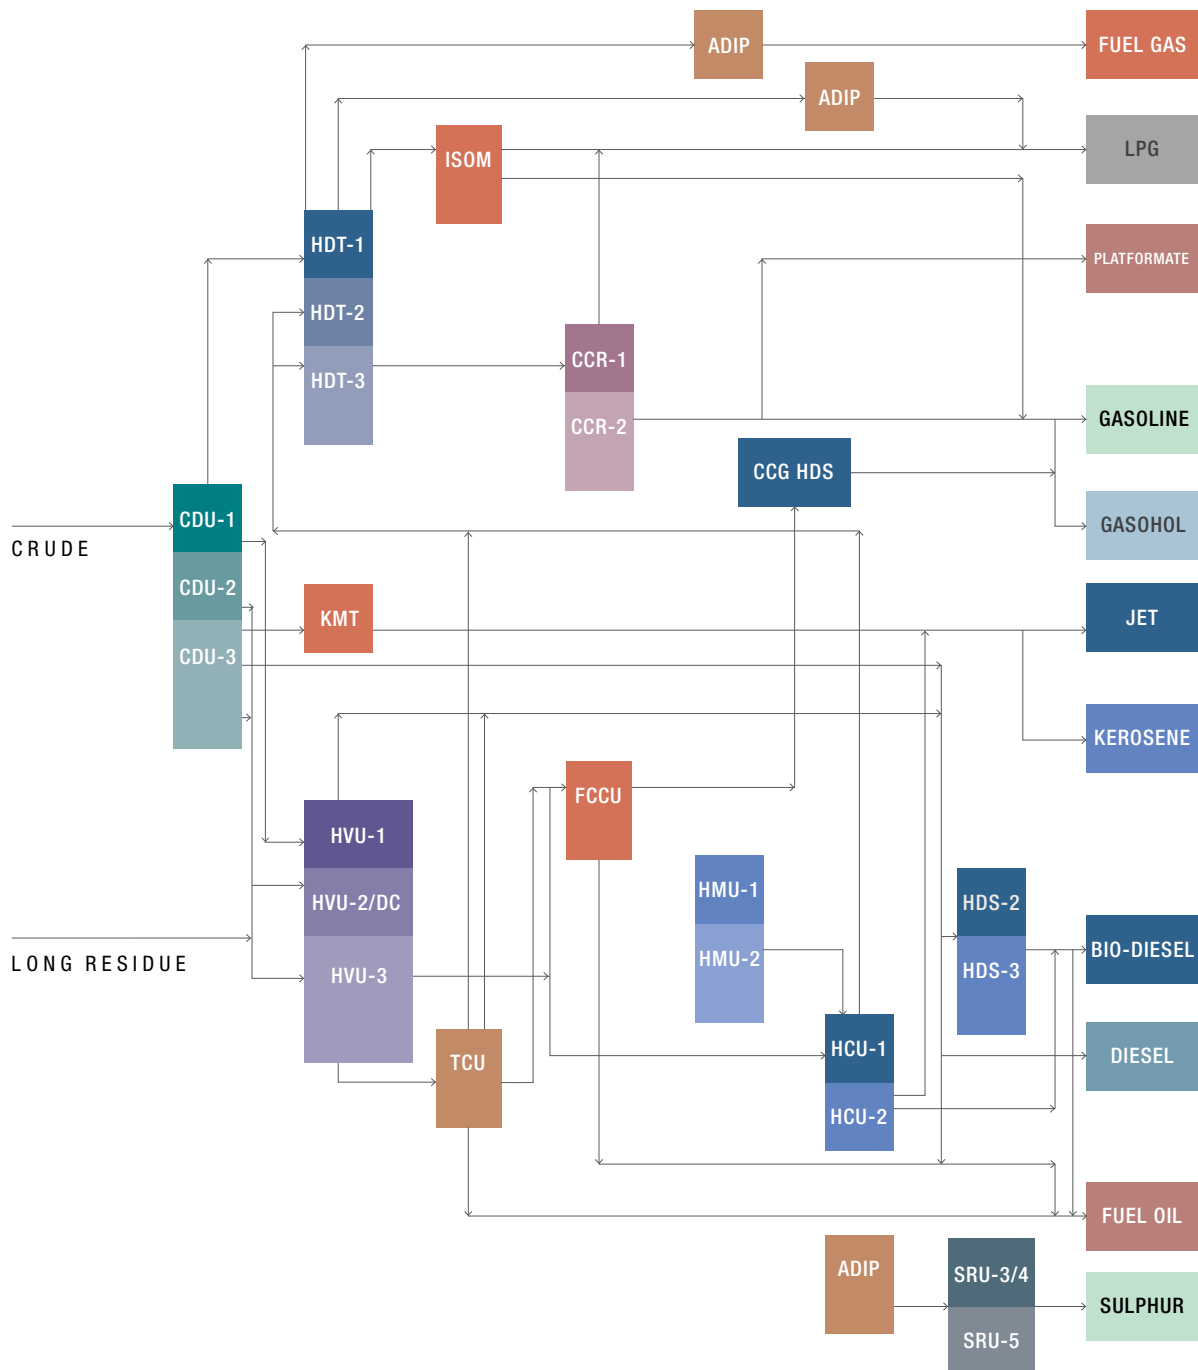 ADIP
FUEL GAS
ADIP
ISOM
LPG
HDT-1
PLATFORMATE
HDT-2
HDT-3
CCR-1
CCR-2
GASOLINE
CCG HDS
CDU-1
GASOHOL
CRUDE
CDU-2
KMT
JET
CDU-3
KEROSENE
FCCU
HVU-1
HMU-1
HVU-2/DC
HDS-2
BIO-DIESEL
LONG RESIDUE
HMU-2
HVU-3
HDS-3
TCU
HCU-1
DIESEL
HCU-2
FUEL OIL
ADIP
SRU-3/4
SULPHUR
SRU-5